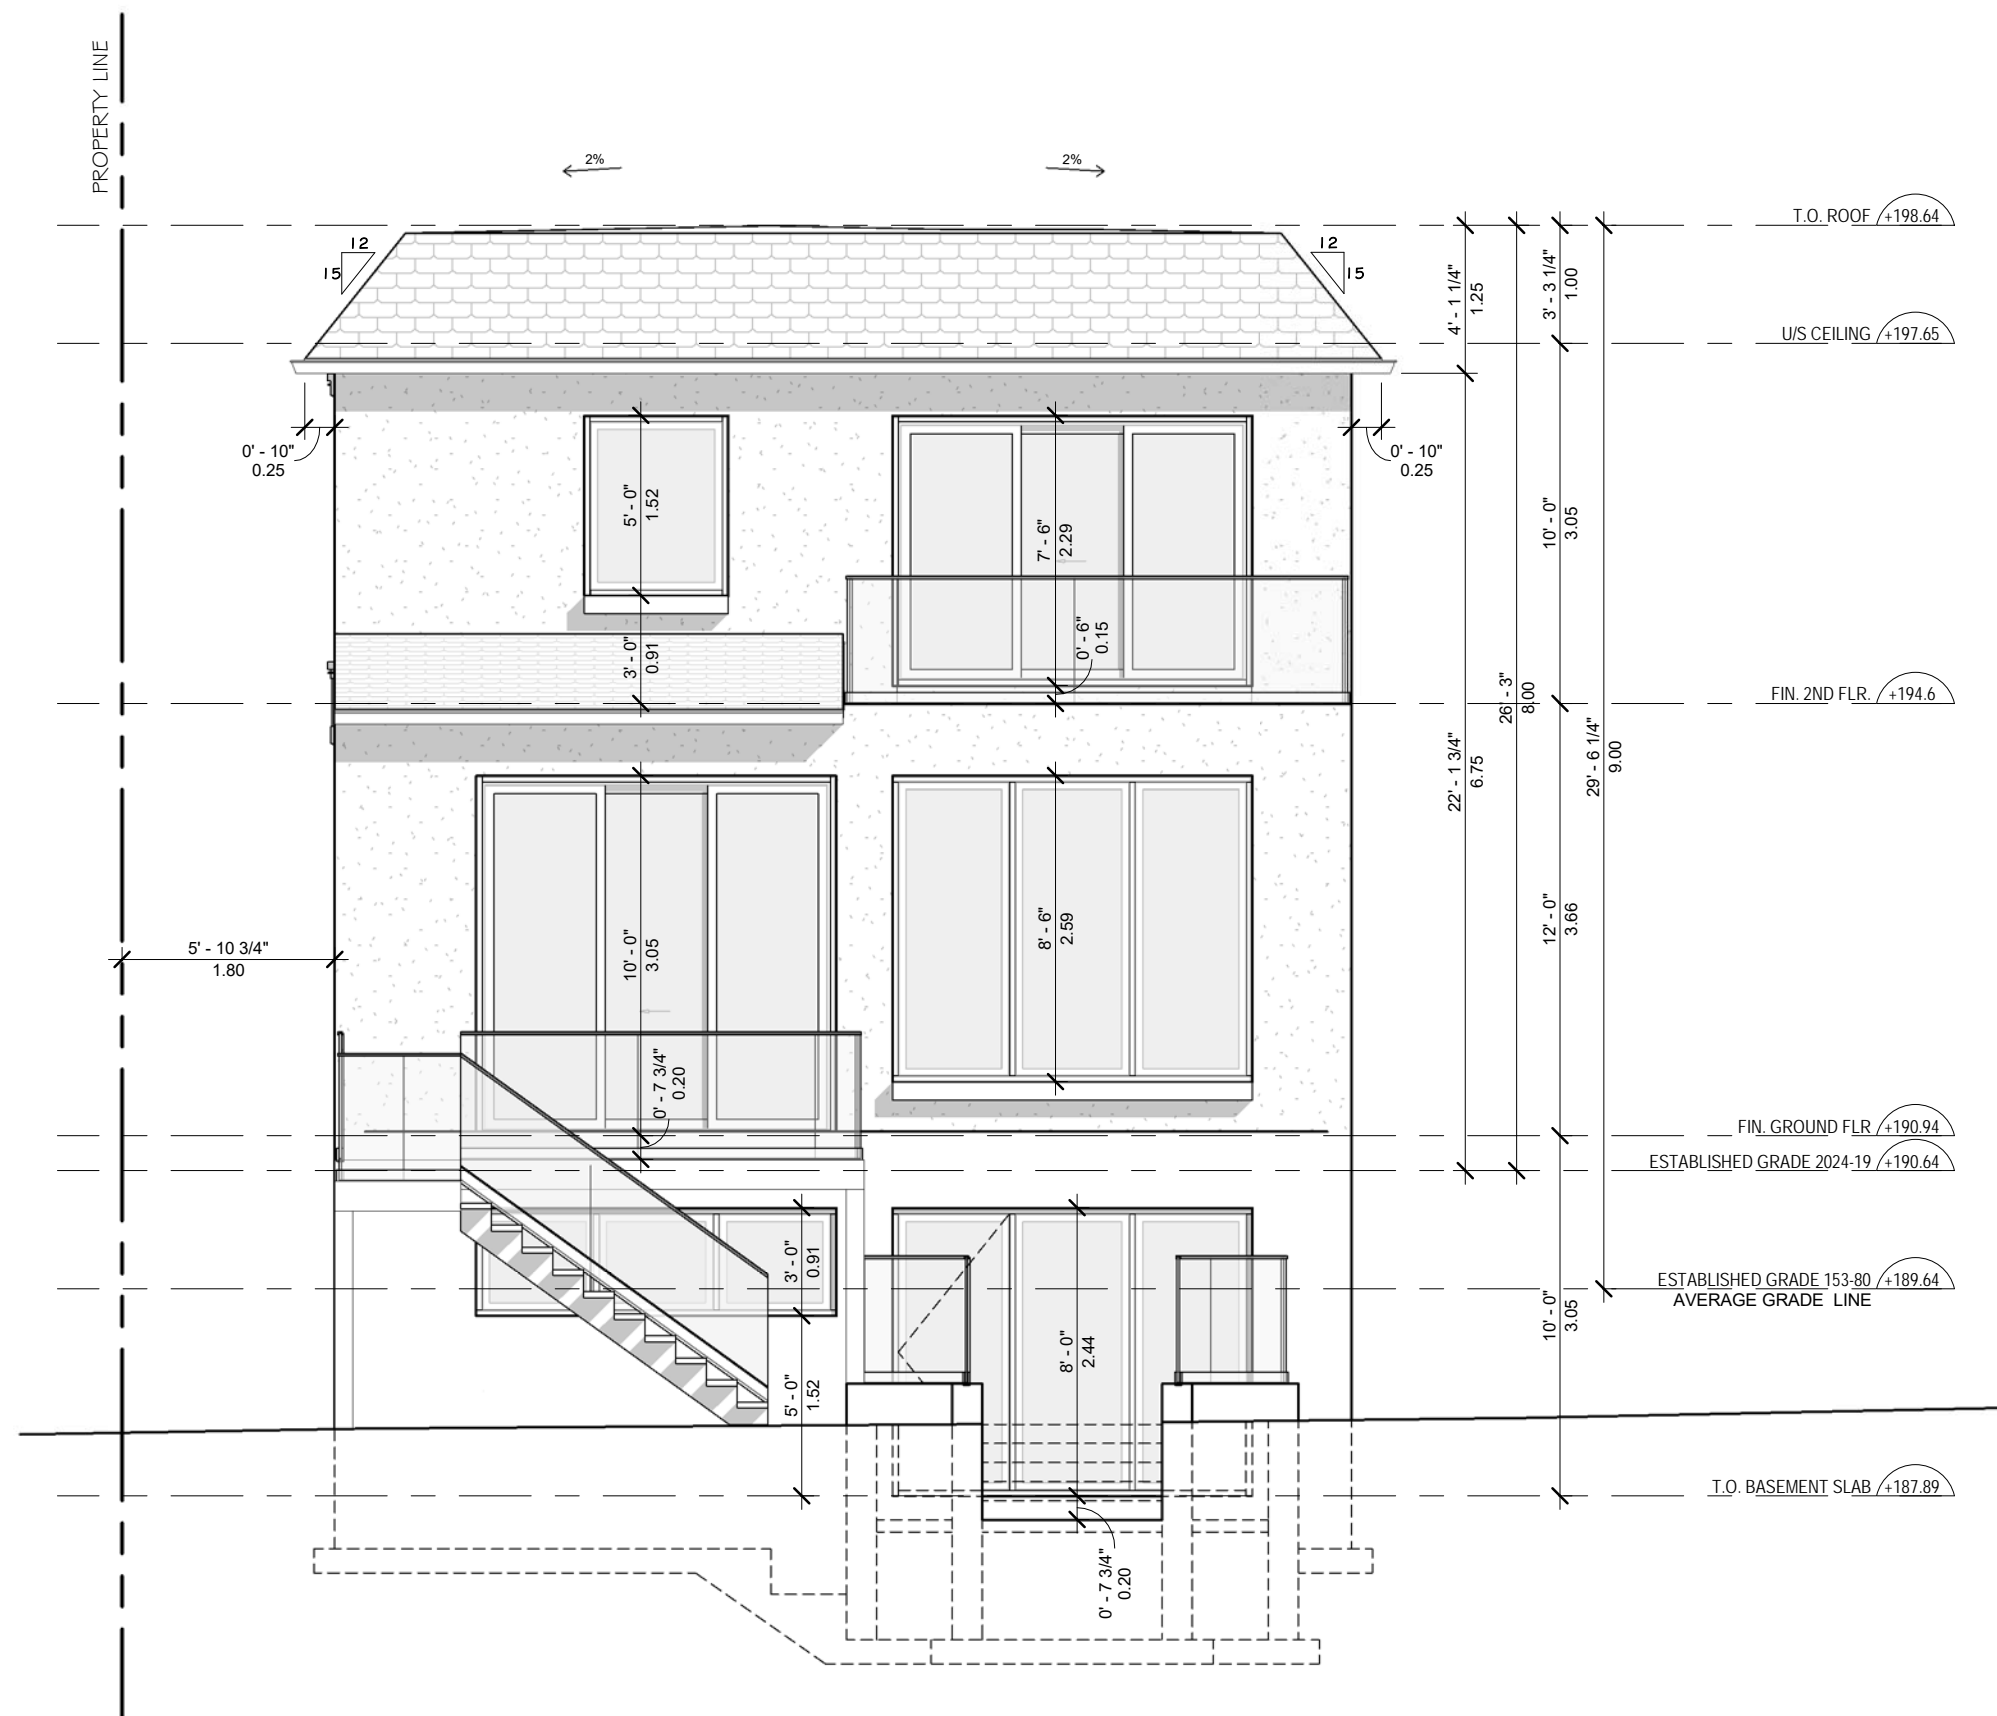 PROPERTY LINE
2%
2%
T.O. ROOF +198.64
12
15
12
15
4' - 1 1/4"
1.25
3' - 3 1/4"
1.00
U/S CEILING +197.65
0' - 10"
0.25
0' - 10"
0.25
5' - 0"
1.52
7' - 6"
2.29
10' - 0"
3.05
3' - 0"
0.91
0' - 6"
0.15
FIN. 2ND FLR. +194.6
26' - 3"
8.00
22' - 1 3/4"
6.75
29' - 6 1/4"
9.00
5' - 10 3/4"
1.80
10' - 0"
3.05
8' - 6"
2.59
12' - 0"
3.66
0' - 7 3/4"
0.20
FIN. GROUND FLR +190.94
ESTABLISHED GRADE 2024-19 +190.64
3' - 0"
0.91
ESTABLISHED GRADE 153-80 +189.64
AVERAGE GRADE LINE
8' - 0"
2.44
10' - 0"
3.05
5' - 0"
1.52
T.O. BASEMENT SLAB +187.89
0' - 7 3/4"
0.20